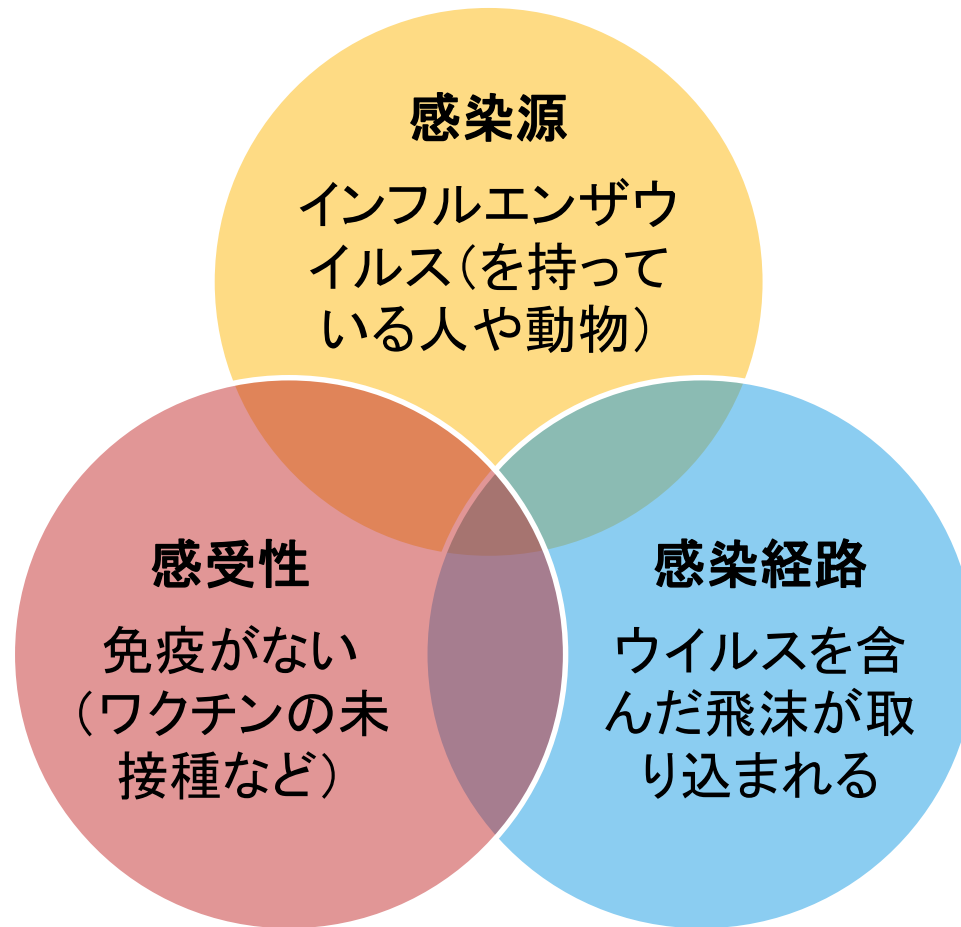 感染源
インフルエンザウ
イルス（を持って
いる人や動物）
感受性
免疫がない
（ワクチンの未
接種など）
感染経路
ウイルスを含
んだ飛沫が取
り込まれる